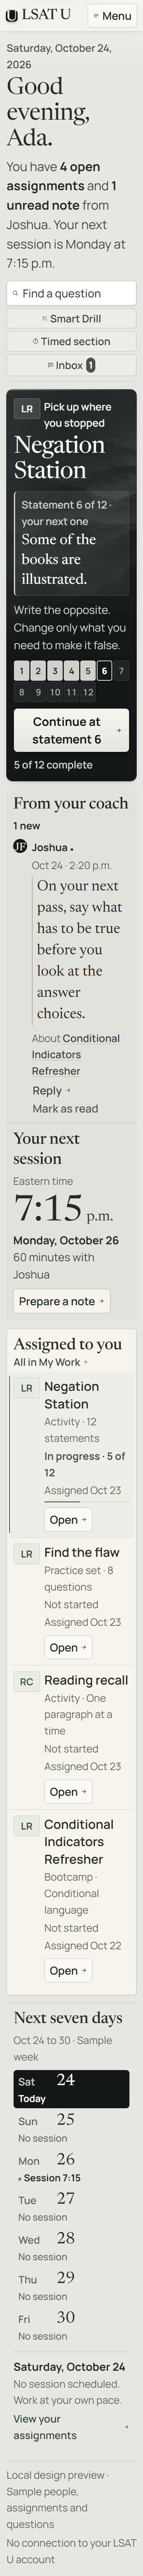 LSAT U
Menu
Saturday, October 24,
2026
Good
evening,
Ada.
You have 4 open
assignments and 1
unread note from
Joshua. Your next
session is Monday at
7:15 p.m.
Find a question
Smart Drill
Timed section
Inbox 1
LR
Pick up where
you stopped
Negation
Station
Statement 6 of 12 ·
your next one
Some of the
books are
illustrated.
Write the opposite.
Change only what you
need to make it false.
1 2 3 4 5 6 7
8 9 10 11 12
Continue at
statement 6 →
5 of 12 complete
From your coach
1 new
JF Joshua
Oct 24 · 2:20 p.m.
On your next
pass, say what
has to be true
before you
look at the
answer
choices.
About Conditional
Indicators
Refresher
Reply →
Mark as read
Your next
session
Eastern time
7:15 p.m.
Monday, October 26
60 minutes with
Joshua
Prepare a note →
Assigned to you
All in My Work →
LR
Negation
Station
Activity · 12
statements
In progress · 5 of
12
Assigned Oct 23
Open →
LR
Find the flaw
Practice set · 8
questions
Not started
Assigned Oct 23
Open →
RC
Reading recall
Activity · One
paragraph at a
time
Not started
Assigned Oct 23
Open →
LR
Conditional
Indicators
Refresher
Bootcamp ·
Conditional
language
Not started
Assigned Oct 22
Open →
Next seven days
Oct 24 to 30 · Sample
week
Sat 24
Today
Sun 25
No session
Mon 26
Session 7:15
Tue 27
No session
Wed 28
No session
Thu 29
No session
Fri 30
No session
Saturday, October 24
No session scheduled.
Work at your own pace.
View your
assignments →
Local design preview ·
Sample people,
assignments and
questions
No connection to your LSAT
U account